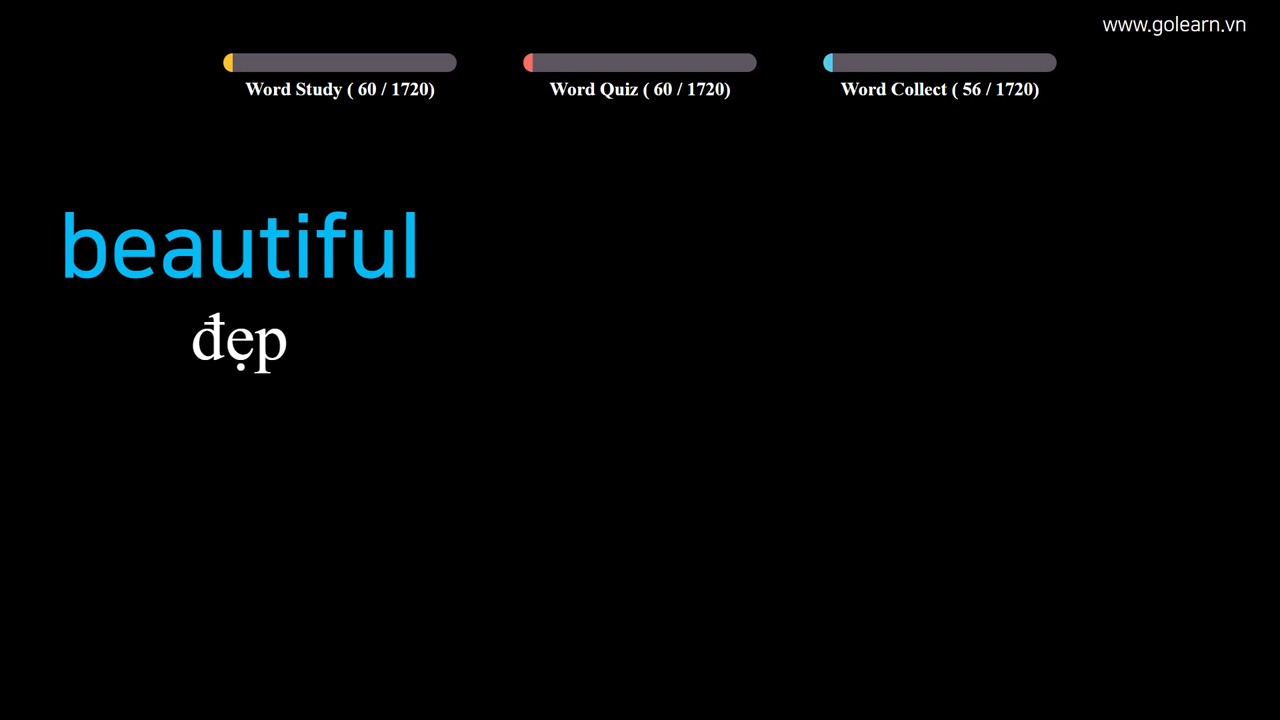 www.golearn.vn
Word Study ( 60 / 1720)
Word Quiz ( 60 / 1720)
Word Collect ( 56 / 1720)
beautiful
đẹp